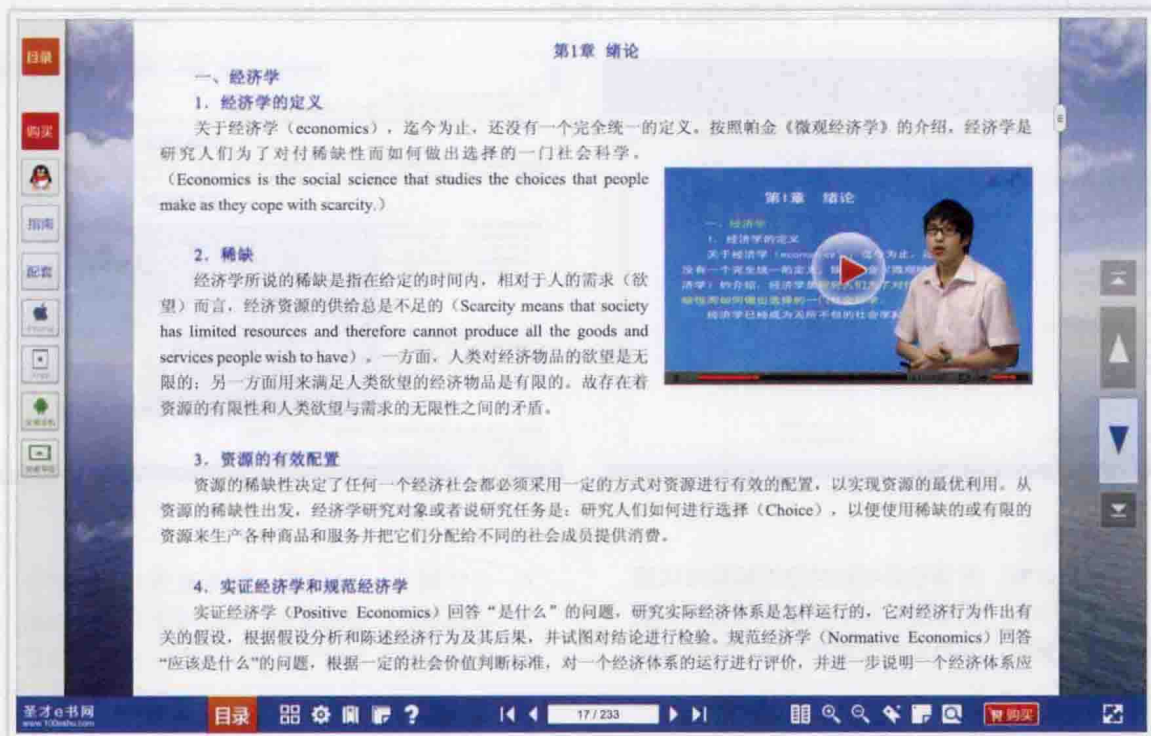 目录
购买
指南
配套
第1章 绪论
一、经济学
1．经济学的定义
关于经济学（economics），迄今为止，还没有一个完全统一的定义。按照帕金《微观经济学》的介绍，经济学是
研究人们为了对付稀缺性而如何做出选择的一门社会科学。
（Economics is the social science that studies the choices that people
make as they cope with scarcity.）
2．稀缺
经济学所说的稀缺是指在给定的时间内，相对于人的需求（欲
望）而言，经济资源的供给总是不足的（Scarcity means that society
has limited resources and therefore cannot produce all the goods and
services people wish to have）。一方面，人类对经济物品的欲望是无
限的；另一方面用来满足人类欲望的经济物品是有限的。故存在着
资源的有限性和人类欲望与需求的无限性之间的矛盾。
第1章 绪论
一、经济学
1．经济学的定义
3．资源的有效配置
资源的稀缺性决定了任何一个经济社会都必须采用一定的方式对资源进行有效的配置，以实现资源的最优利用。从
资源的稀缺性出发，经济学研究对象或者说研究任务是：研究人们如何进行选择（Choice），以便使用稀缺的或有限的
资源来生产各种商品和服务并把它们分配给不同的社会成员提供消费。
4．实证经济学和规范经济学
实证经济学（Positive Economics）回答“是什么”的问题，研究实际经济体系是怎样运行的，它对经济行为作出有
关的假设，根据假设分析和陈述经济行为及其后果，并试图对结论进行检验。规范经济学（Normative Economics）回答
“应该是什么”的问题，根据一定的社会价值判断标准，对一个经济体系的运行进行评价，并进一步说明一个经济体系应
圣才e书网
目录
17 / 233
购买